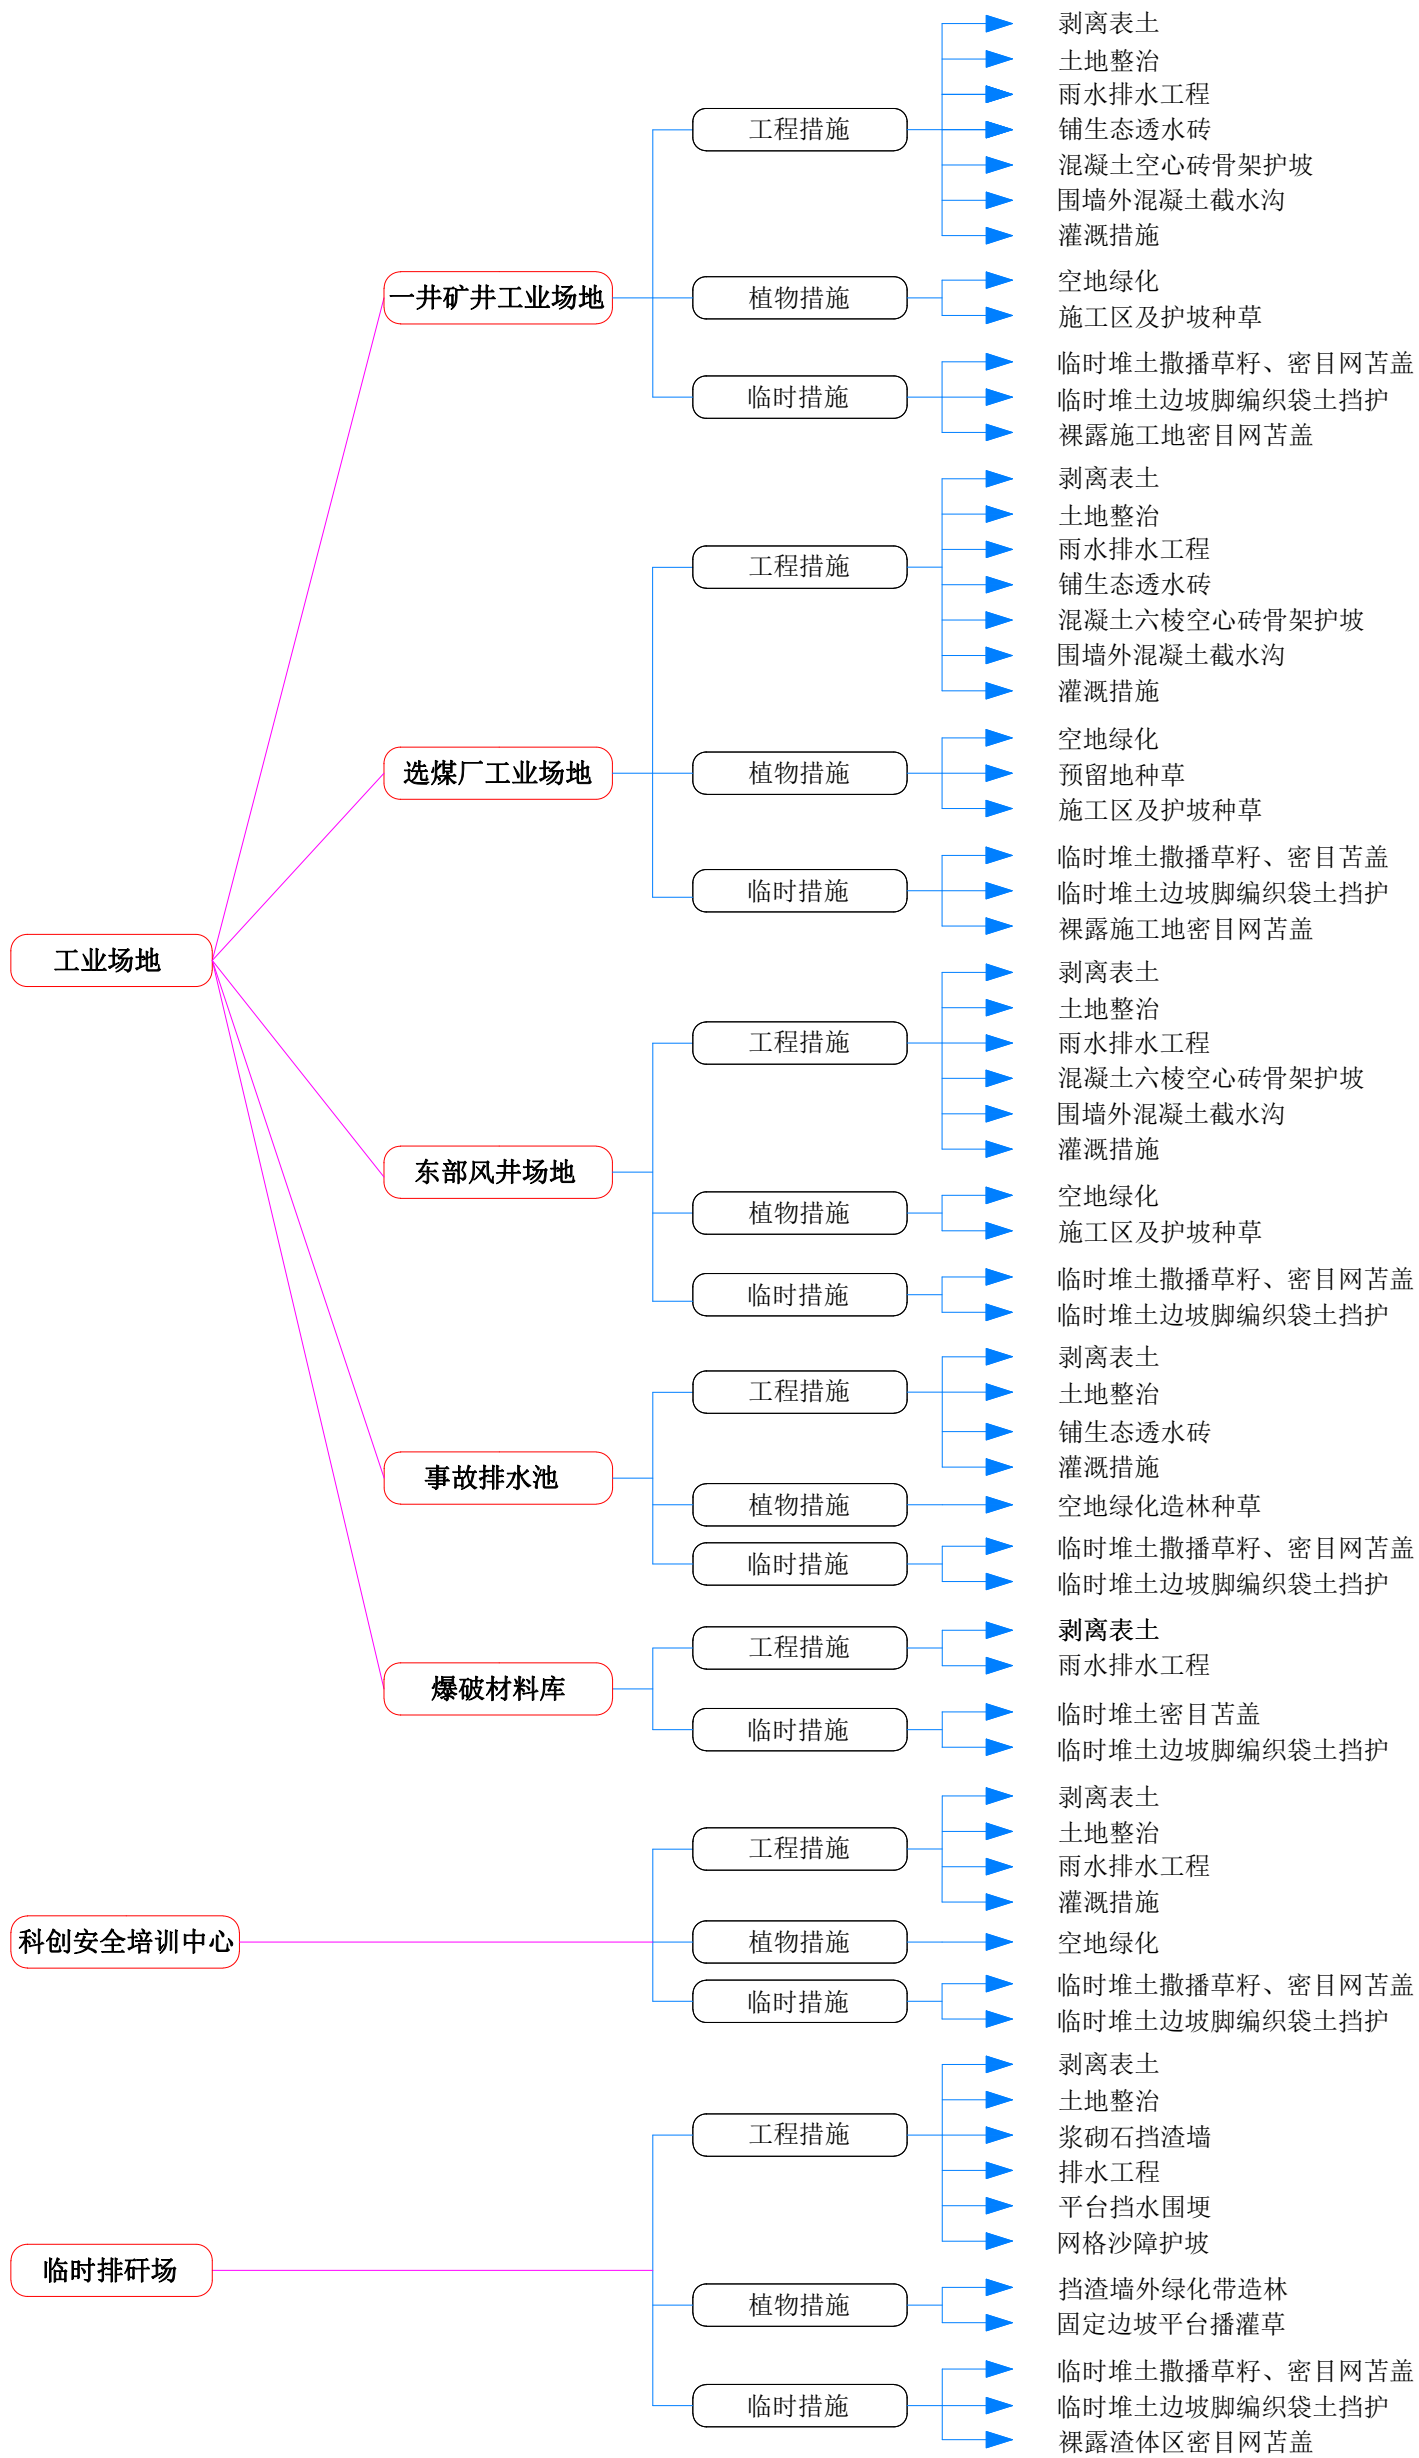 工业场地
一井矿井工业场地
工程措施
剥离表土
土地整治
雨水排水工程
铺生态透水砖
混凝土空心砖骨架护坡
围墙外混凝土截水沟
灌溉措施
植物措施
空地绿化
施工区及护坡种草
临时措施
临时堆土撒播草籽、密目网苫盖
临时堆土边坡脚编织袋土挡护
裸露施工地密目网苫盖
选煤厂工业场地
工程措施
剥离表土
土地整治
雨水排水工程
铺生态透水砖
混凝土六棱空心砖骨架护坡
围墙外混凝土截水沟
灌溉措施
植物措施
空地绿化
预留地种草
施工区及护坡种草
临时措施
临时堆土撒播草籽、密目苫盖
临时堆土边坡脚编织袋土挡护
裸露施工地密目网苫盖
东部风井场地
工程措施
剥离表土
土地整治
雨水排水工程
混凝土六棱空心砖骨架护坡
围墙外混凝土截水沟
灌溉措施
植物措施
空地绿化
施工区及护坡种草
临时措施
临时堆土撒播草籽、密目网苫盖
临时堆土边坡脚编织袋土挡护
事故排水池
工程措施
剥离表土
土地整治
铺生态透水砖
灌溉措施
植物措施
空地绿化造林种草
临时措施
临时堆土撒播草籽、密目网苫盖
临时堆土边坡脚编织袋土挡护
爆破材料库
工程措施
剥离表土
雨水排水工程
临时措施
临时堆土密目苫盖
临时堆土边坡脚编织袋土挡护
科创安全培训中心
工程措施
剥离表土
土地整治
雨水排水工程
灌溉措施
植物措施
空地绿化
临时措施
临时堆土撒播草籽、密目网苫盖
临时堆土边坡脚编织袋土挡护
临时排矸场
工程措施
剥离表土
土地整治
浆砌石挡渣墙
排水工程
平台挡水围埂
网格沙障护坡
植物措施
挡渣墙外绿化带造林
固定边坡平台播灌草
临时措施
临时堆土撒播草籽、密目网苫盖
临时堆土边坡脚编织袋土挡护
裸露渣体区密目网苫盖